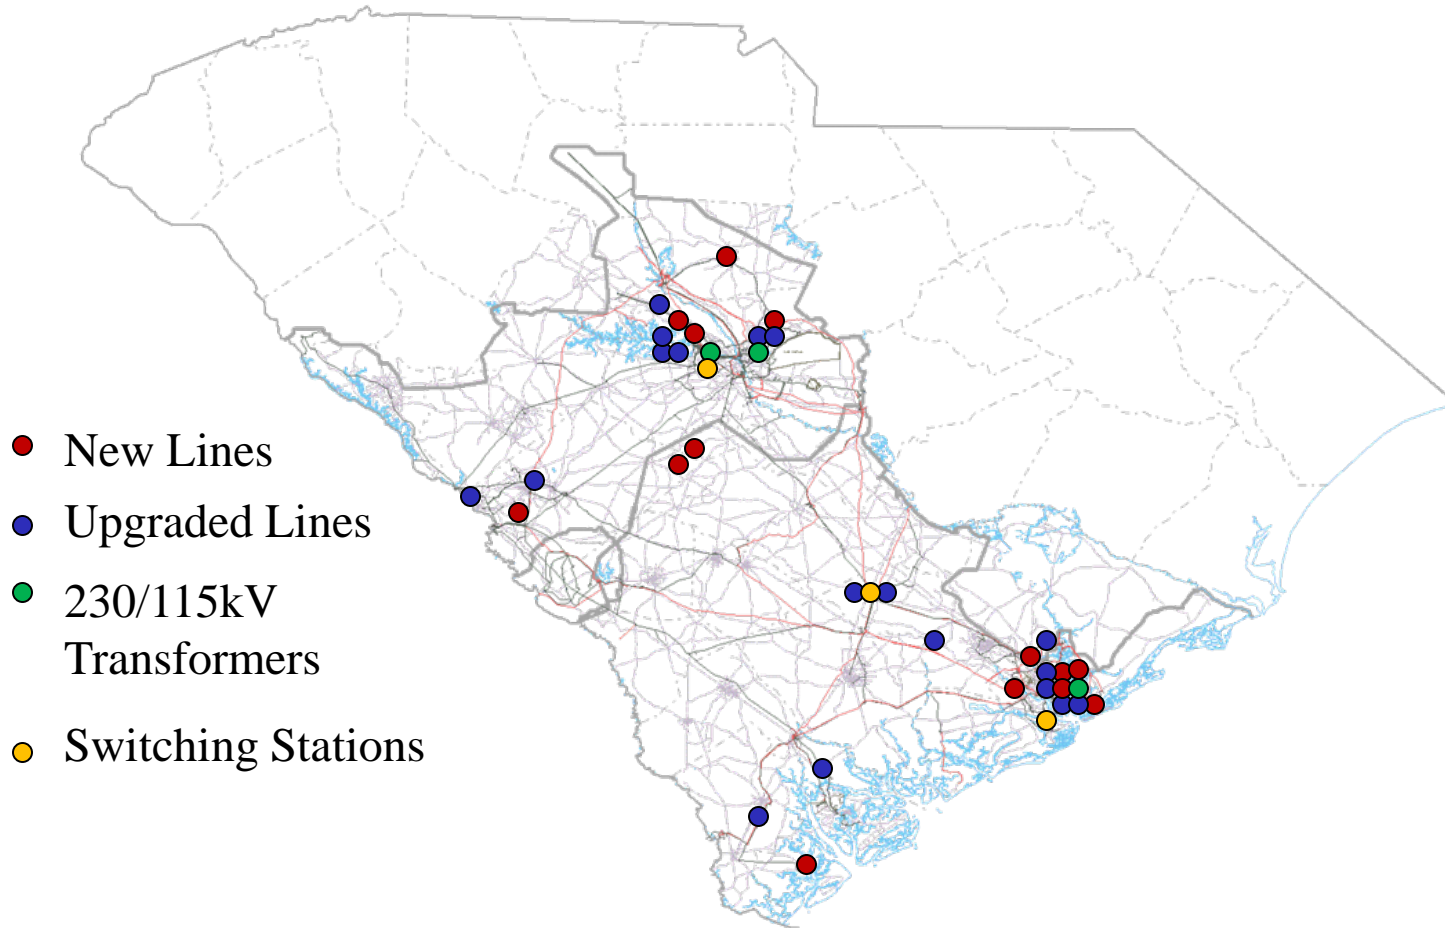 New Lines
Upgraded Lines
230/115kV
Transformers
Switching Stations